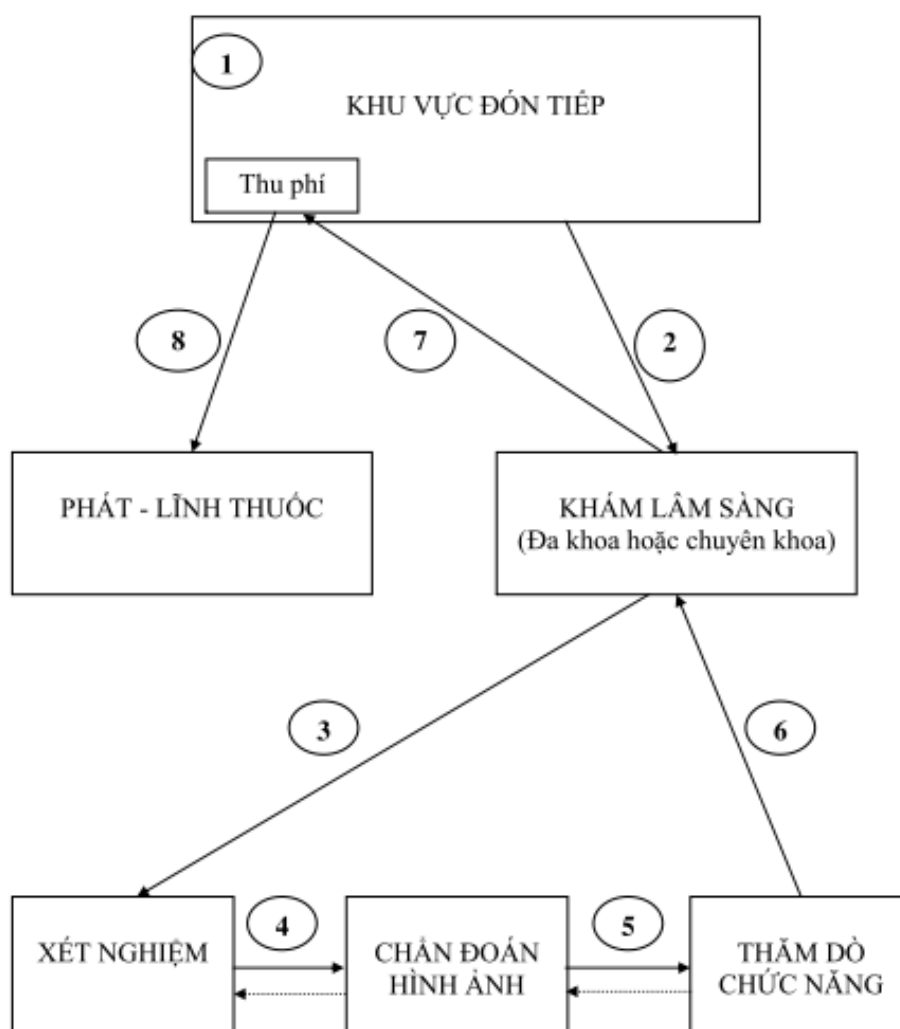 1
KHU VỰC ĐÓN TIẾP
Thu phí
8
7
2
PHÁT - LĨNH THUỐC
KHÁM LÂM SÀNG
(Đa khoa hoặc chuyên khoa)
3
6
XÉT NGHIỆM
4
CHẨN ĐOÁN
HÌNH ẢNH
5
THĂM DÒ
CHỨC NĂNG